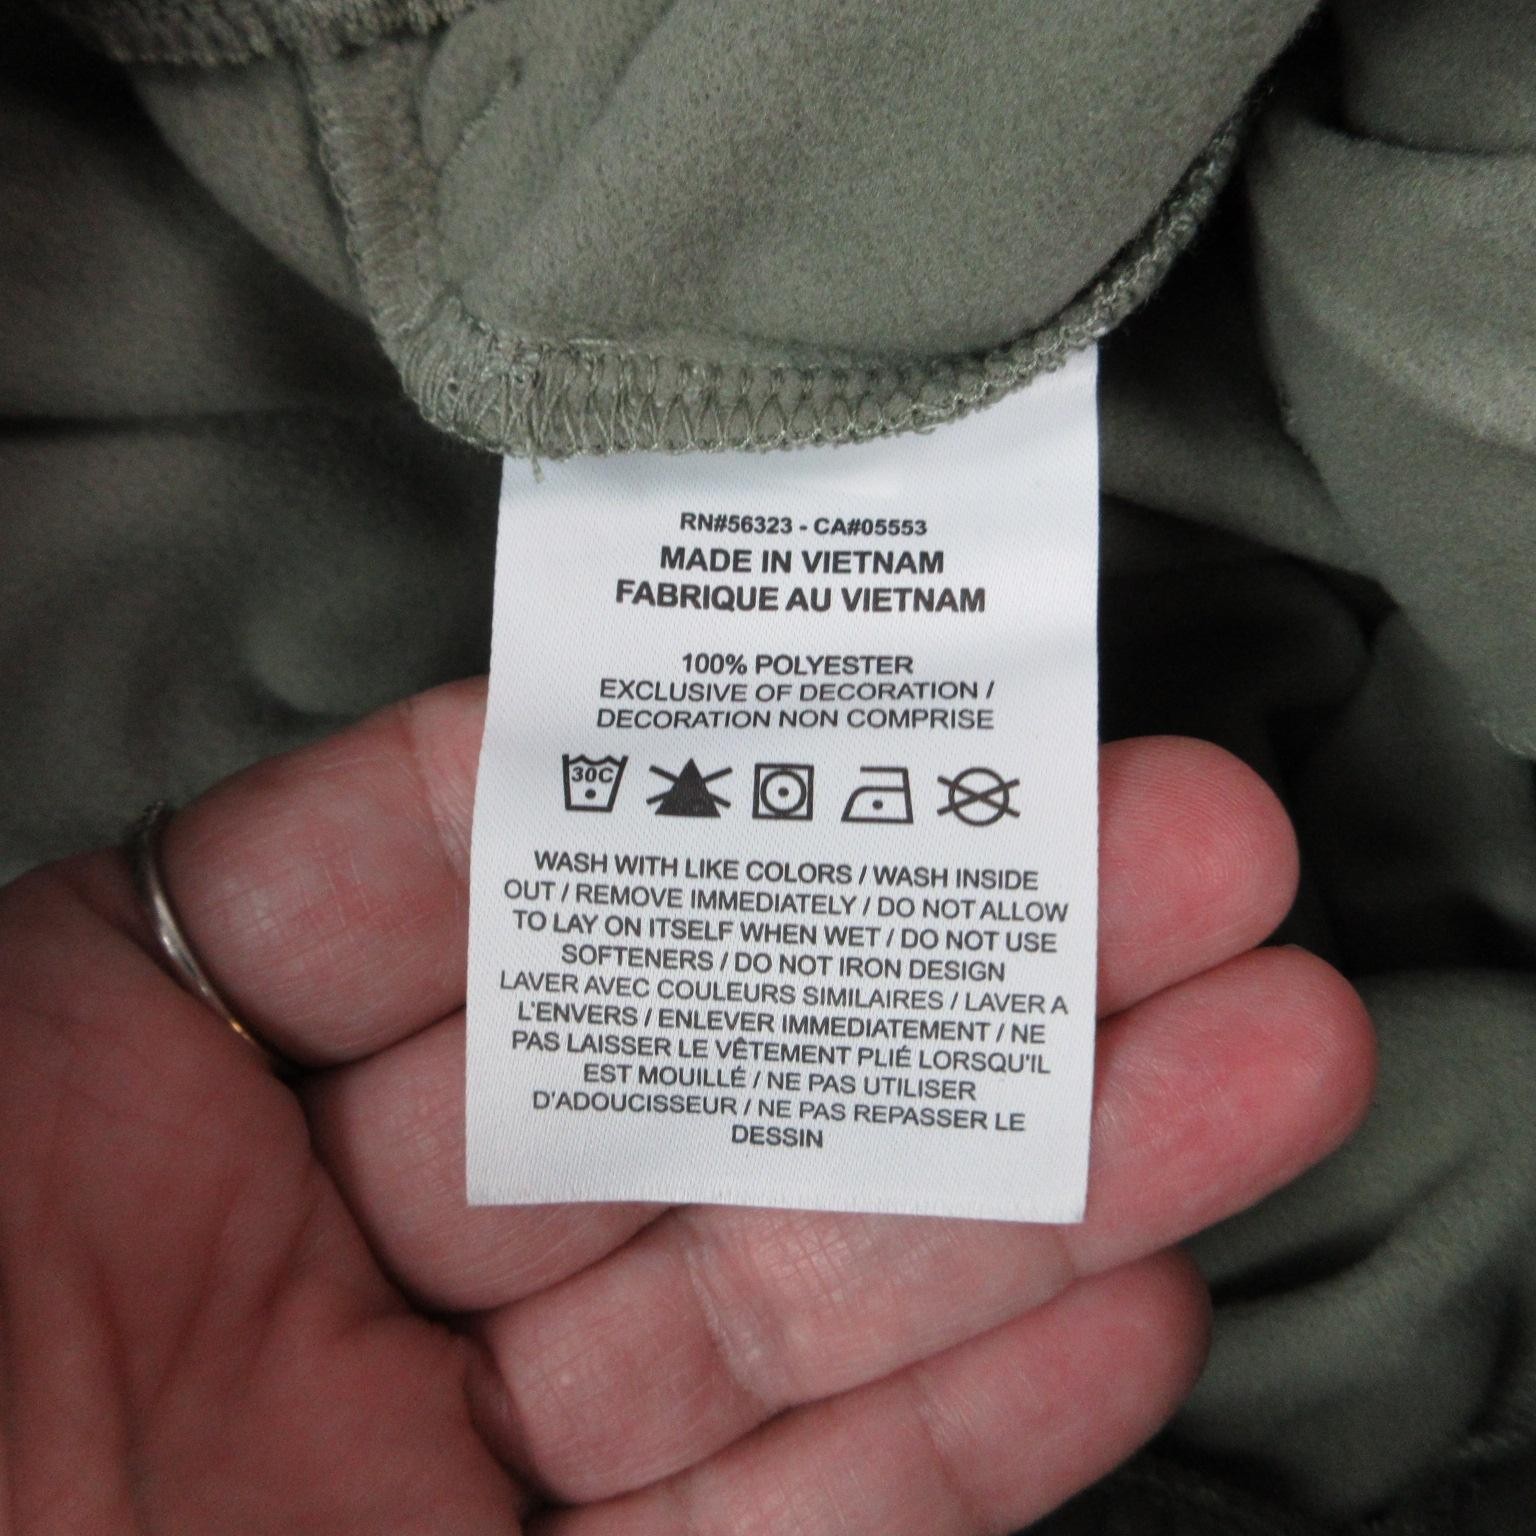 RN#56323 - CA#05553
MADE IN VIETNAM
FABRIQUE AU VIETNAM
100% POLYESTER
EXCLUSIVE OF DECORATION /
DECORATION NON COMPRISE
30C
WASH WITH LIKE COLORS / WASH INSIDE
OUT / REMOVE IMMEDIATELY / DO NOT ALLOW
TO LAY ON ITSELF WHEN WET / DO NOT USE
SOFTENERS / DO NOT IRON DESIGN
LAVER AVEC COULEURS SIMILAIRES / LAVER A
L'ENVERS / ENLEVER IMMEDIATEMENT / NE
PAS LAISSER LE VÊTEMENT PLIÉ LORSQU'IL
EST MOUILLÉ / NE PAS UTILISER
D'ADOUCISSEUR / NE PAS REPASSER LE
DESSIN